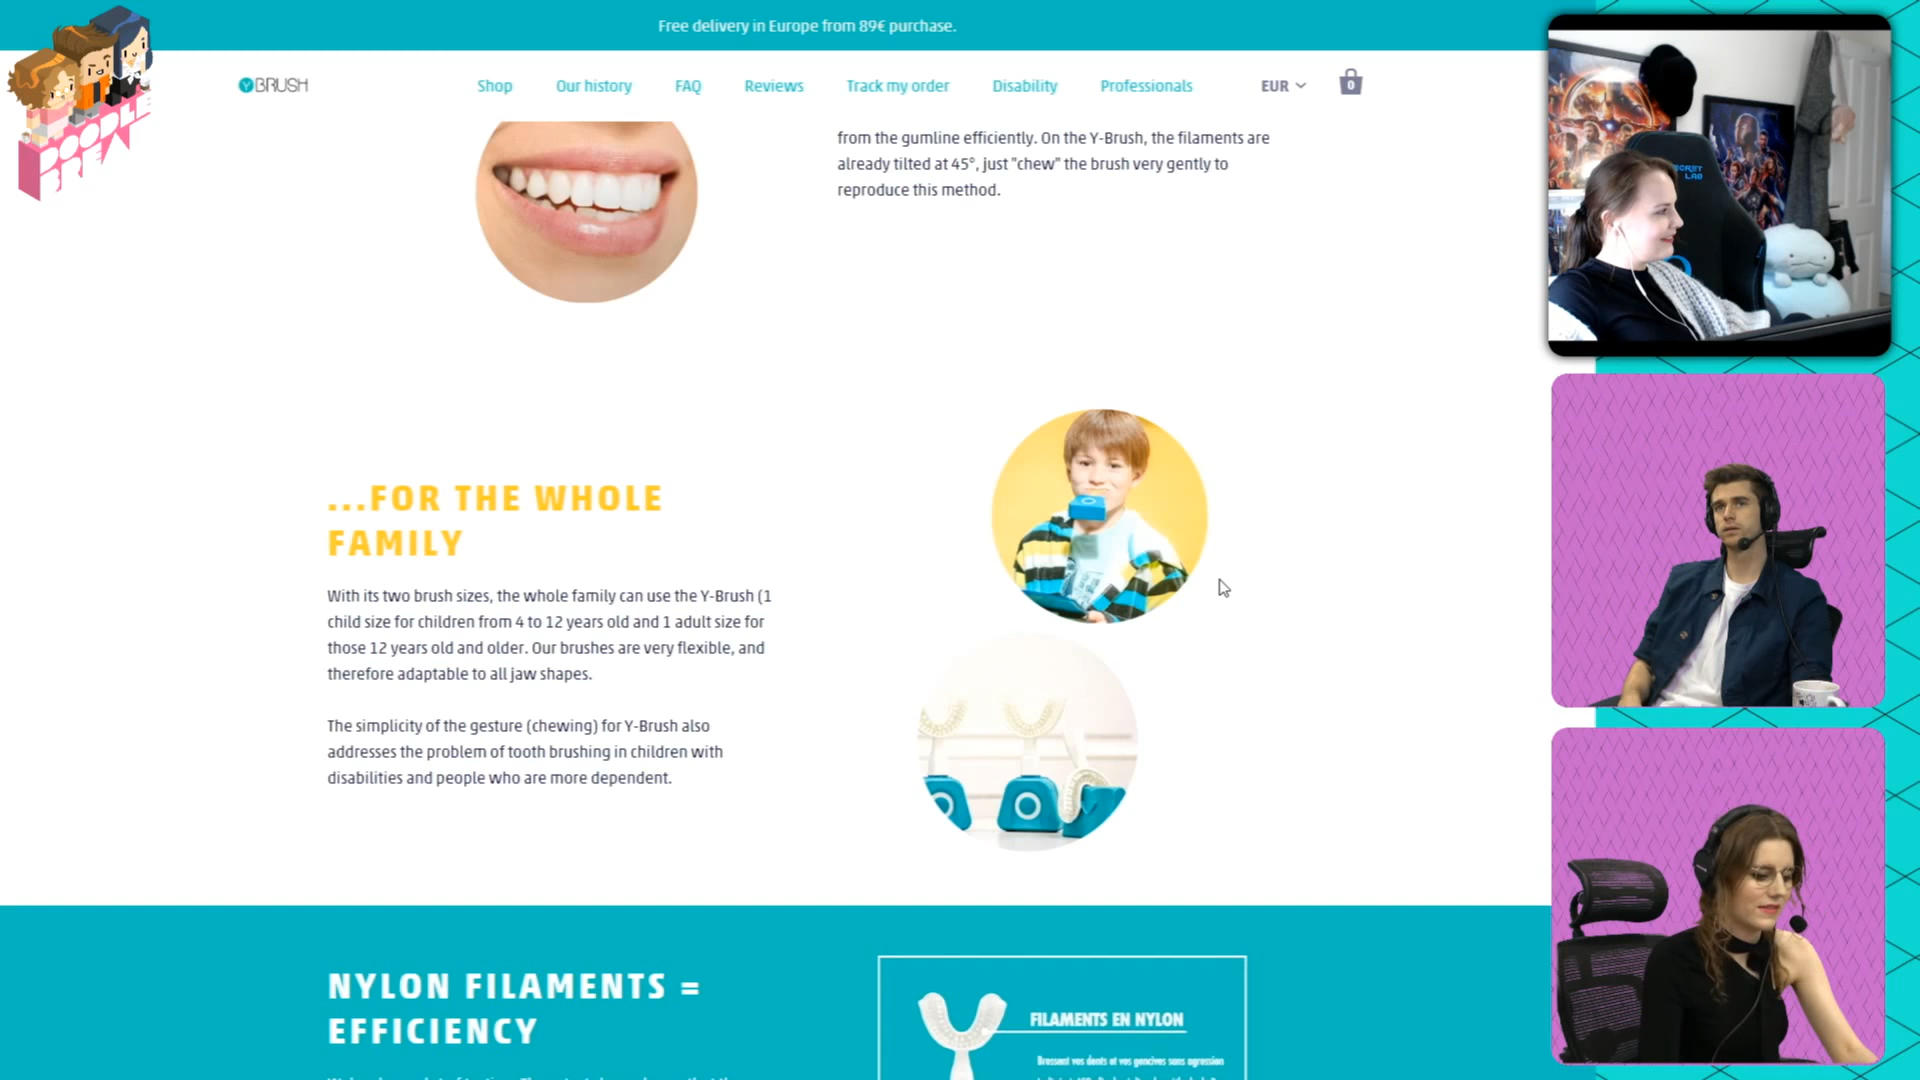 Free delivery in Europe from 89€ purchase.
YBRUSH
Shop
Our history
FAQ
Reviews
Track my order
Disability
Professionals
EUR
0
DOODLE
from the gumline efficiently. On the Y-Brush, the filaments are
already tilted at 45°, just "chew" the brush very gently to
reproduce this method.
SECRET
LAB
...FOR THE WHOLE
FAMILY
With its two brush sizes, the whole family can use the Y-Brush (1
child size for children from 4 to 12 years old and 1 adult size for
those 12 years old and older. Our brushes are very flexible, and
therefore adaptable to all jaw shapes.
The simplicity of the gesture (chewing) for Y-Brush also
addresses the problem of tooth brushing in children with
disabilities and people who are more dependent.
NYLON FILAMENTS =
EFFICIENCY
FILAMENTS EN NYLON
Brossent vos dents et vos gencives sans agression